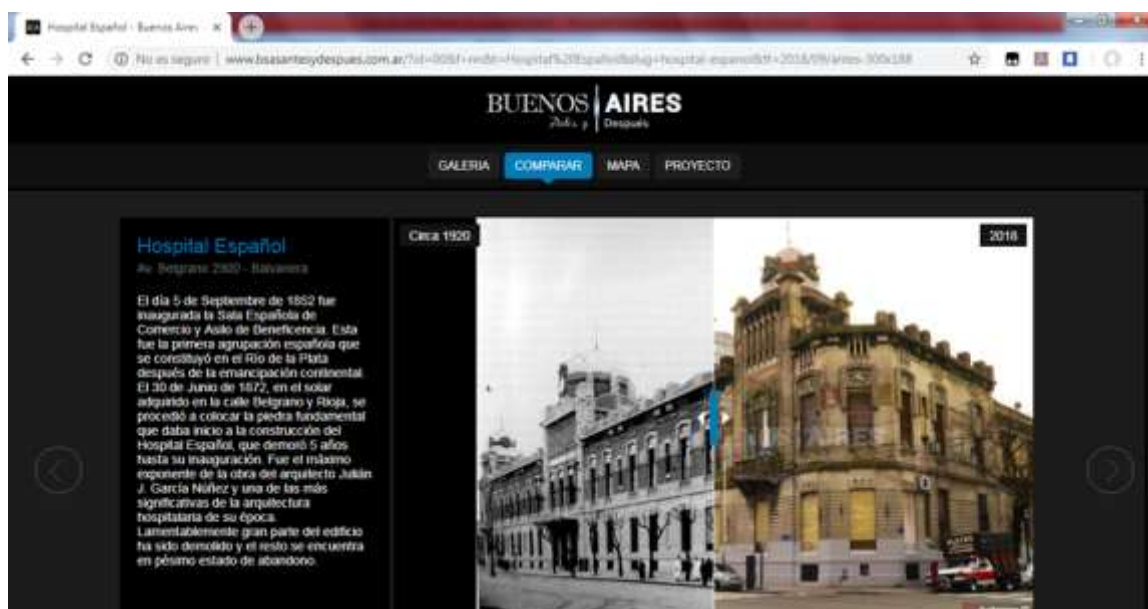 Hospital Español - Buenos Aires
No es seguro | www.bsasantesydespues.com.ar/
BUENOS AIRES
Antes y Después
GALERIA COMPARAR MAPA PROYECTO
Circa 1920
2018
Hospital Español
Av. Belgrano 2900 - Balvanera
El día 5 de Septiembre de 1852 fue
inaugurada la Sala Española de
Comercio y Asilo de Beneficencia. Esta
fue la primera agrupación española que
se constituyó en el Río de la Plata
después de la emancipación continental.
El 30 de Junio de 1872, en el solar
adquirido en la calle Belgrano y Rioja, se
procedió a colocar la piedra fundamental
que daba inicio a la construcción del
Hospital Español, que demoró 5 años
hasta su inauguración. Fue el máximo
exponente de la obra del arquitecto Julián
J. García Núñez y una de las más
significativas de la arquitectura
hospitalaria de su época.
Lamentablemente gran parte del edificio
ha sido demolido y el resto se encuentra
en pésimo estado de abandono.